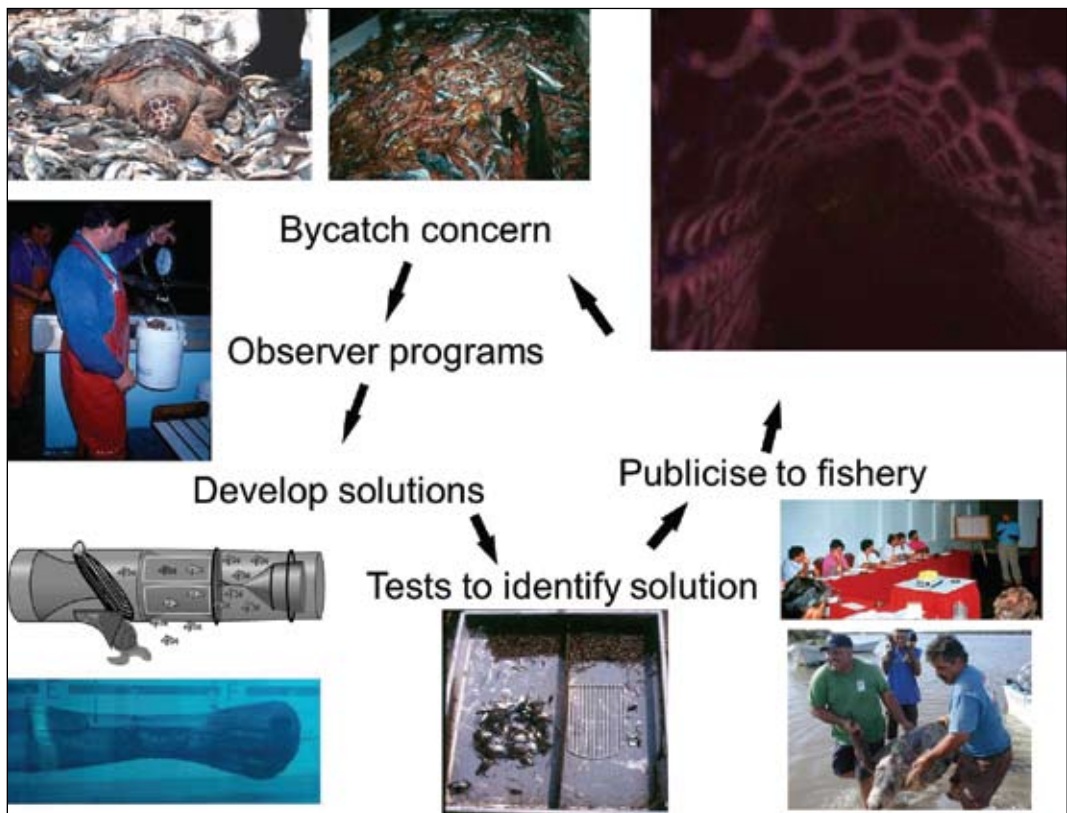 Bycatch concern
Observer programs
Develop solutions
Tests to identify solution
Publicise to fishery